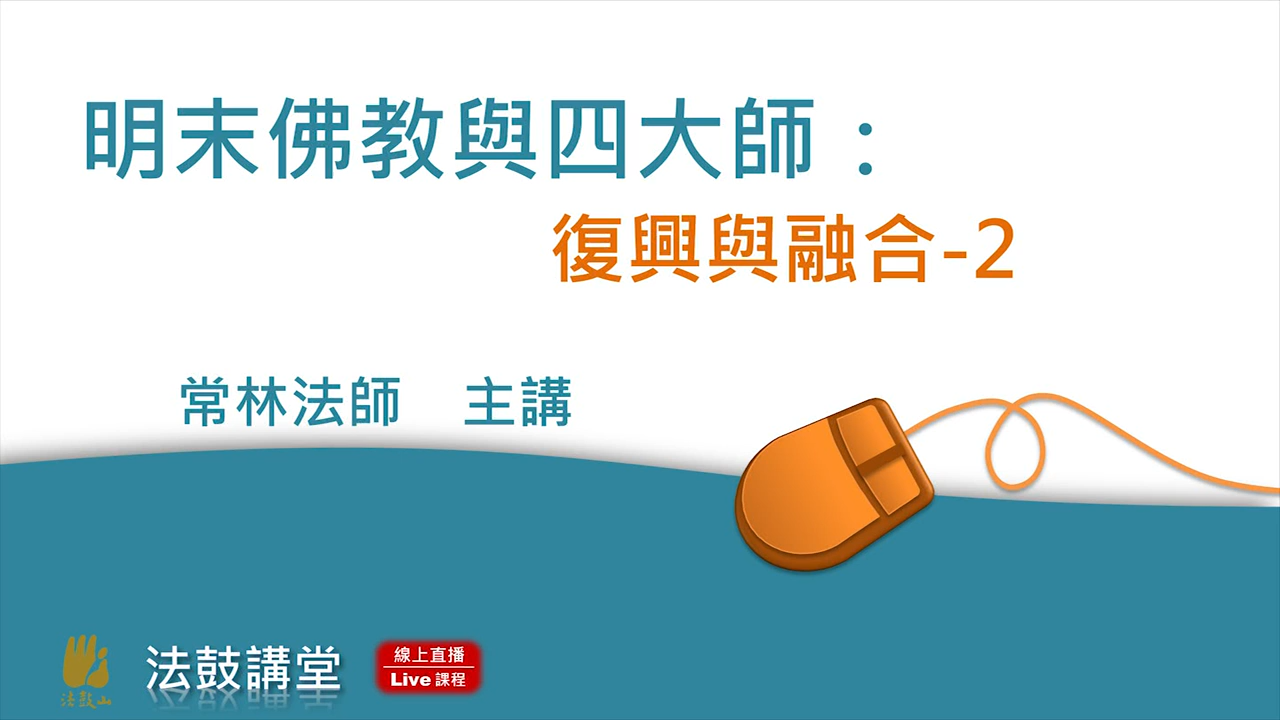 明末佛教與四大師：
復興與融合-2
常林法師　主講
法鼓山
法鼓講堂
線上直播
Live 課程